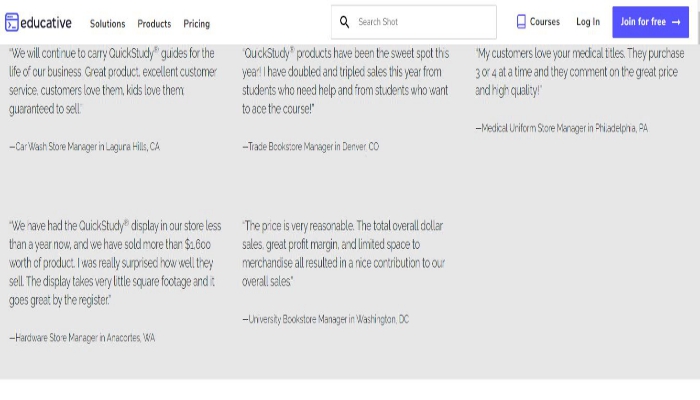 educative
Solutions Products Pricing
Search Shot
Courses Log In Join for free →
"We will continue to carry QuickStudy® guides for the
life of our business. Great product, excellent customer
service, customers love them, kids love them;
guaranteed to sell."
—Car Wash Store Manager in Laguna Hills, CA
"QuickStudy® products have been the sweet spot this
year! I have doubled and tripled sales this year from
students who need help and from students who want
to ace the course!"
—Trade Bookstore Manager in Denver, CO
"My customers love your medical titles. They purchase
3 or 4 at a time and they comment on the great price
and high quality!"
—Medical Uniform Store Manager in Philadelphia, PA
"We have had the QuickStudy® display in our store less
than a year now, and we have sold more than $1,600
worth of product. I was really surprised how well they
sell. The display takes very little square footage and it
goes great by the register."
—Hardware Store Manager in Anacortes, WA
"The price is very reasonable. The total overall dollar
sales, great profit margin, and limited space to
merchandise all resulted in a nice contribution to our
overall sales."
—University Bookstore Manager in Washington, DC